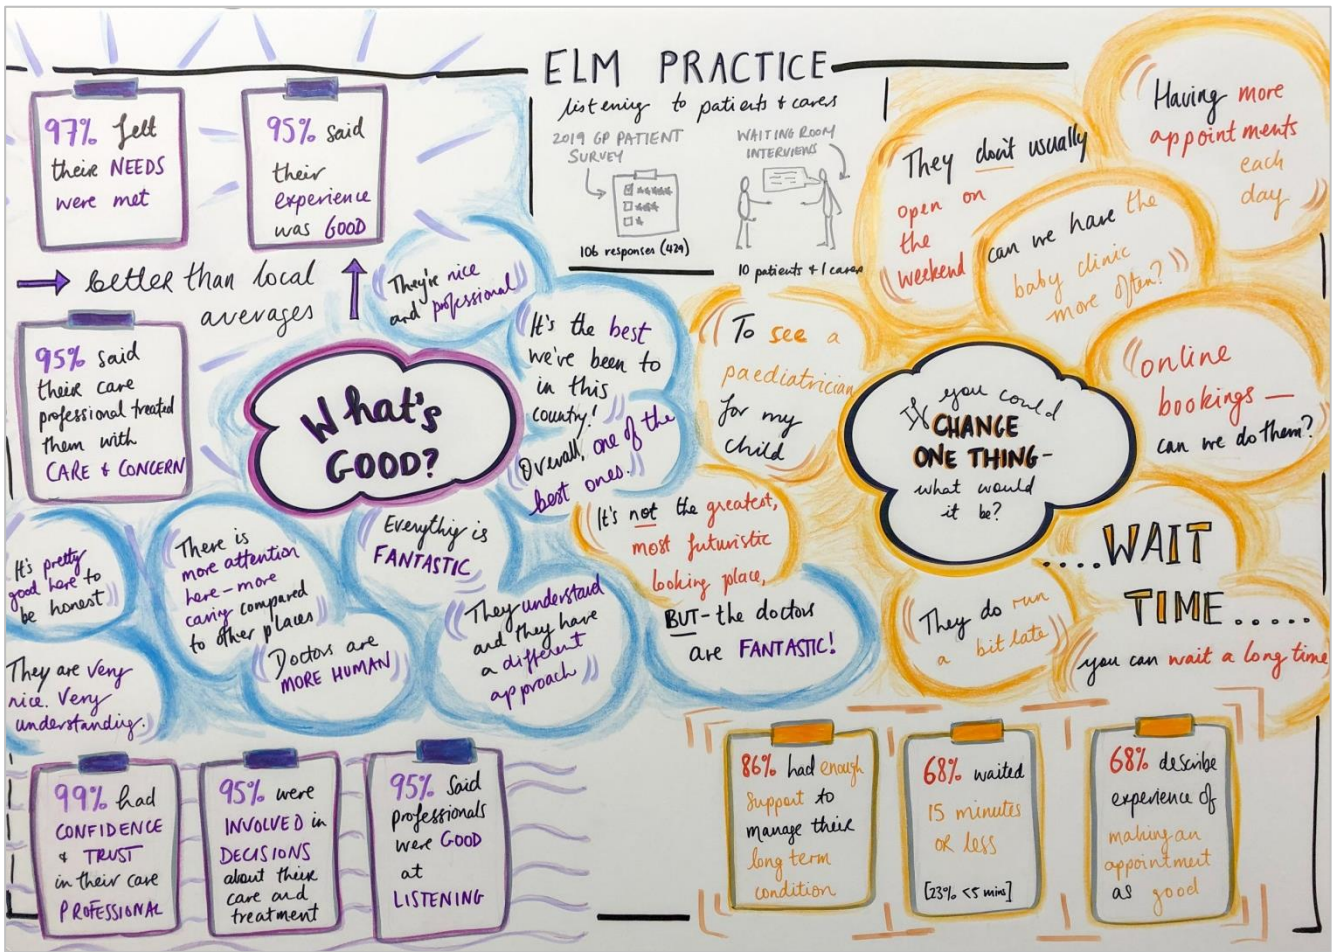 ELM PRACTICE
listening to patients & carers
2019 GP PATIENT
SURVEY
106 responses (42%)
WAITING ROOM
INTERVIEWS
10 patients + 1 carer
97% felt
their NEEDS
were met
95% said
their
experience
was GOOD
better than local
averages
95% said
their care
professional treated
them with
CARE & CONCERN
What's
GOOD?
They're nice
and professional
It's the best
we've been to
in this
country!
Overall, one of the
best ones.
It's pretty
good here to
be honest
There is
more attention
here - more
caring compared
to other places
Everything is
FANTASTIC
Doctors are
MORE HUMAN
They understand
and they have
a different
approach
They are very
nice. Very
understanding.
It's not the greatest,
most futuristic
looking place,
BUT - the doctors
are FANTASTIC!
99% had
CONFIDENCE
& TRUST
in their care
PROFESSIONAL
95% were
INVOLVED in
DECISIONS
about their
care and
treatment
95% said
professionals
were GOOD
at
LISTENING
If you could
CHANGE
ONE THING -
what would
it be?
They don't usually
open on
the
weekend
Having more
appointments
each
day
can we have the
baby clinic
more often?
To see a
paediatrician
for my
child
online
bookings -
can we do them?
....WAIT
TIME.....
They do run
a bit late
you can wait a long time
86% had enough
support to
manage their
long term
condition
68% waited
15 minutes
or less
[23% <5 mins]
68% describe
experience of
making an
appointment
as good